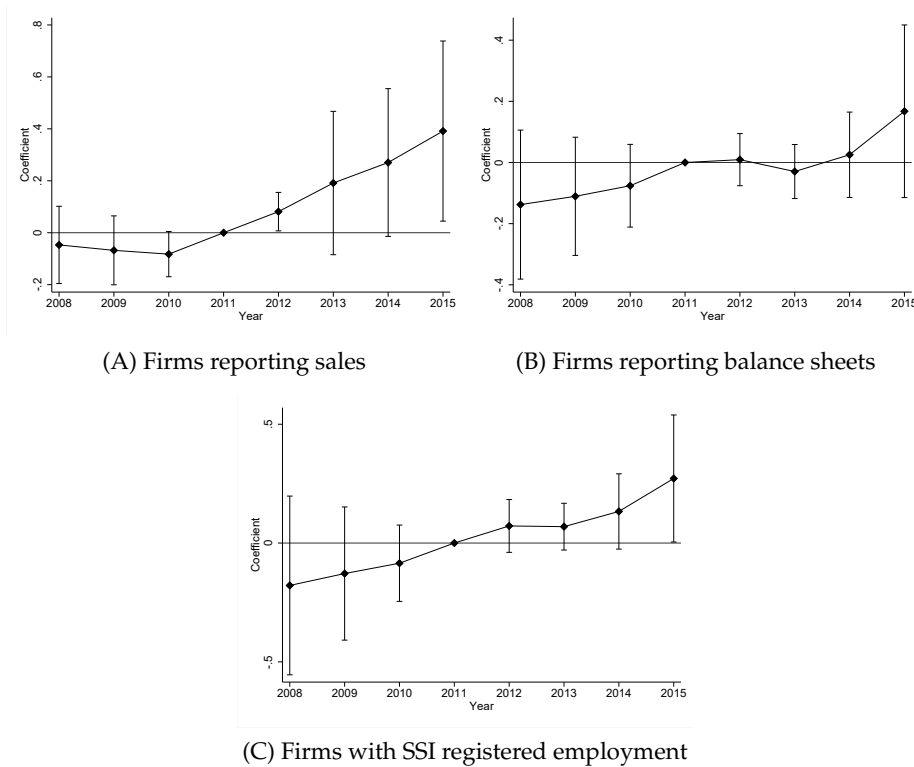 .8
.6
.4
.2
0
-.2
Coefficient
2008 2009 2010 2011 2012 2013 2014 2015
Year
(A) Firms reporting sales
.4
.2
0
-.2
-.4
Coefficient
2008 2009 2010 2011 2012 2013 2014 2015
Year
(B) Firms reporting balance sheets
.5
0
-.5
Coefficient
2008 2009 2010 2011 2012 2013 2014 2015
Year
(C) Firms with SSI registered employment